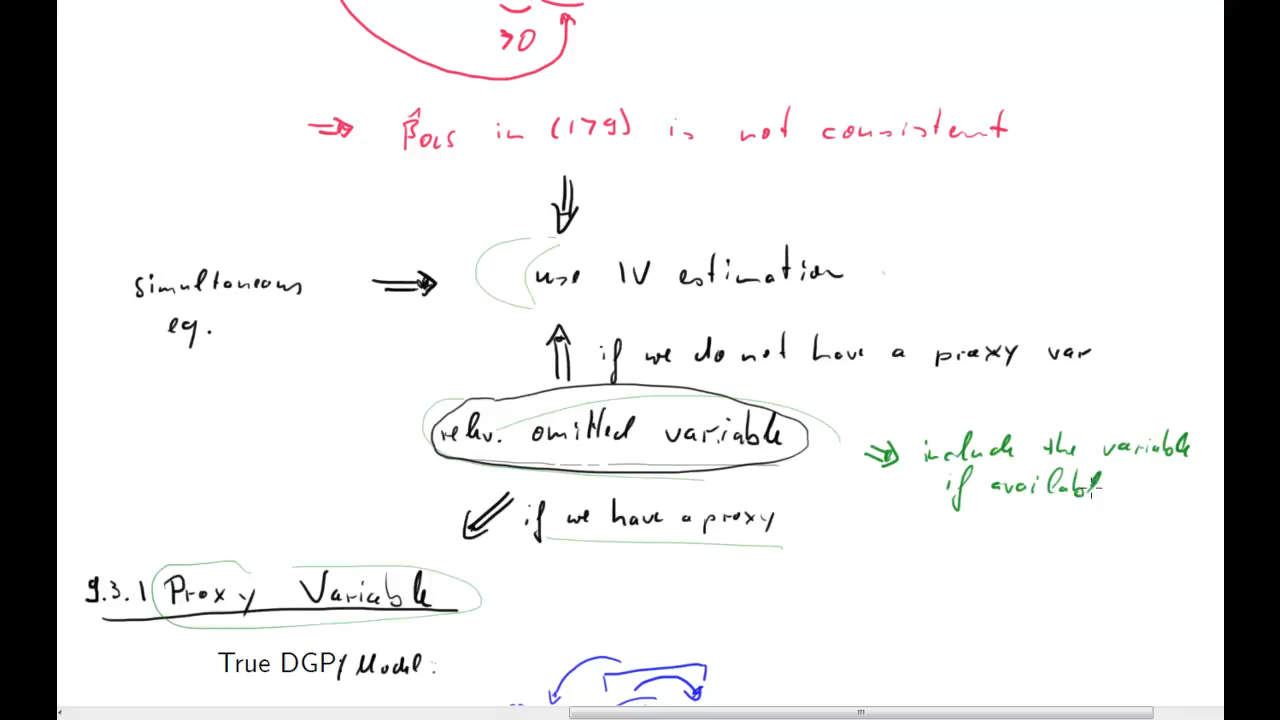 >0
⇒ β̂OLS in (179) is not consistent
⇓
simultaneous ⇒ use IV estimation
eq.
⇑ if we do not have a proxy var
relev. omitted variable ⇒ include the variable
if available
⇙ if we have a proxy
9.3.1 Proxy Variable
True DGP/Model: